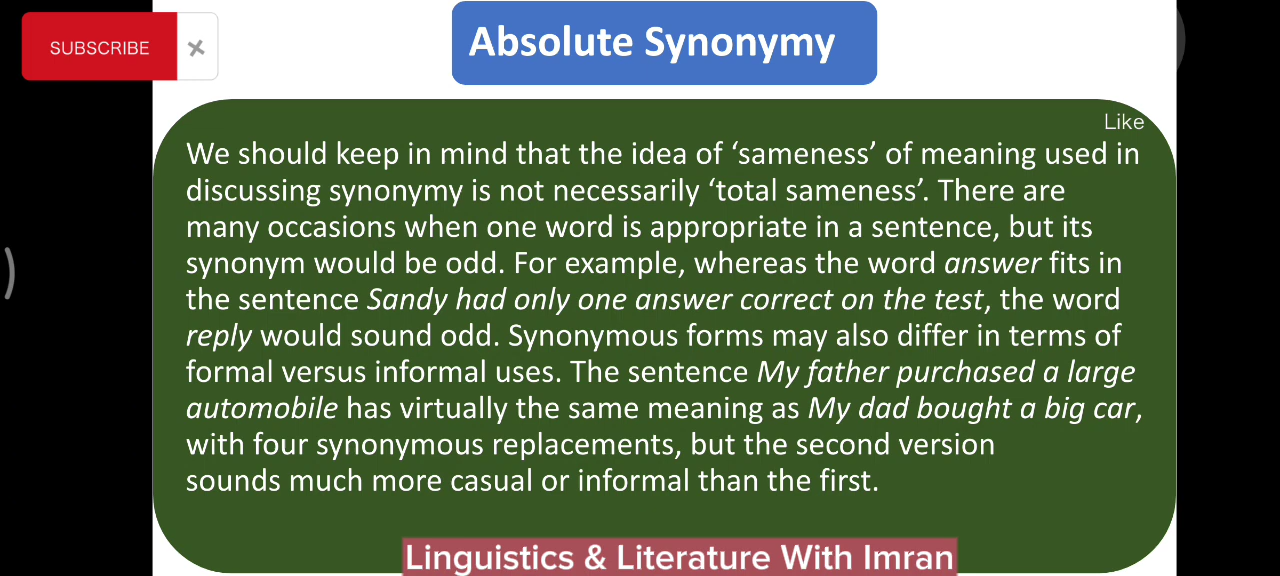 SUBSCRIBE
Absolute Synonymy
Like
We should keep in mind that the idea of ‘sameness’ of meaning used in
discussing synonymy is not necessarily ‘total sameness’. There are
many occasions when one word is appropriate in a sentence, but its
synonym would be odd. For example, whereas the word answer fits in
the sentence Sandy had only one answer correct on the test, the word
reply would sound odd. Synonymous forms may also differ in terms of
formal versus informal uses. The sentence My father purchased a large
automobile has virtually the same meaning as My dad bought a big car,
with four synonymous replacements, but the second version
sounds much more casual or informal than the first.
Linguistics & Literature With Imran